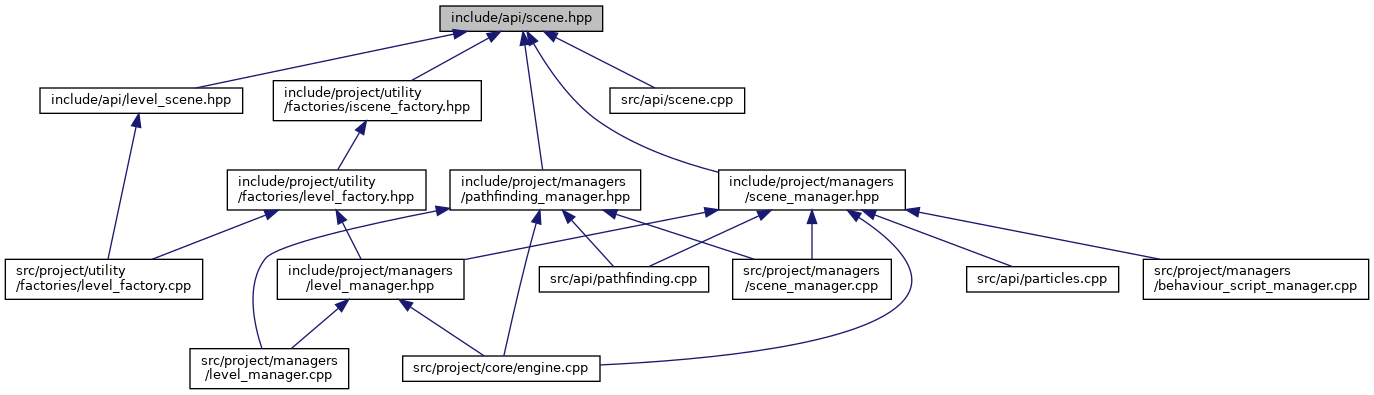 include/api/scene.hpp
include/api/level_scene.hpp
include/project/utility
/factories/iscene_factory.hpp
src/api/scene.cpp
include/project/utility
/factories/level_factory.hpp
include/project/managers
/pathfinding_manager.hpp
include/project/managers
/scene_manager.hpp
src/project/utility
/factories/level_factory.cpp
include/project/managers
/level_manager.hpp
src/api/pathfinding.cpp
src/project/managers
/scene_manager.cpp
src/api/particles.cpp
src/project/managers
/behaviour_script_manager.cpp
src/project/managers
/level_manager.cpp
src/project/core/engine.cpp